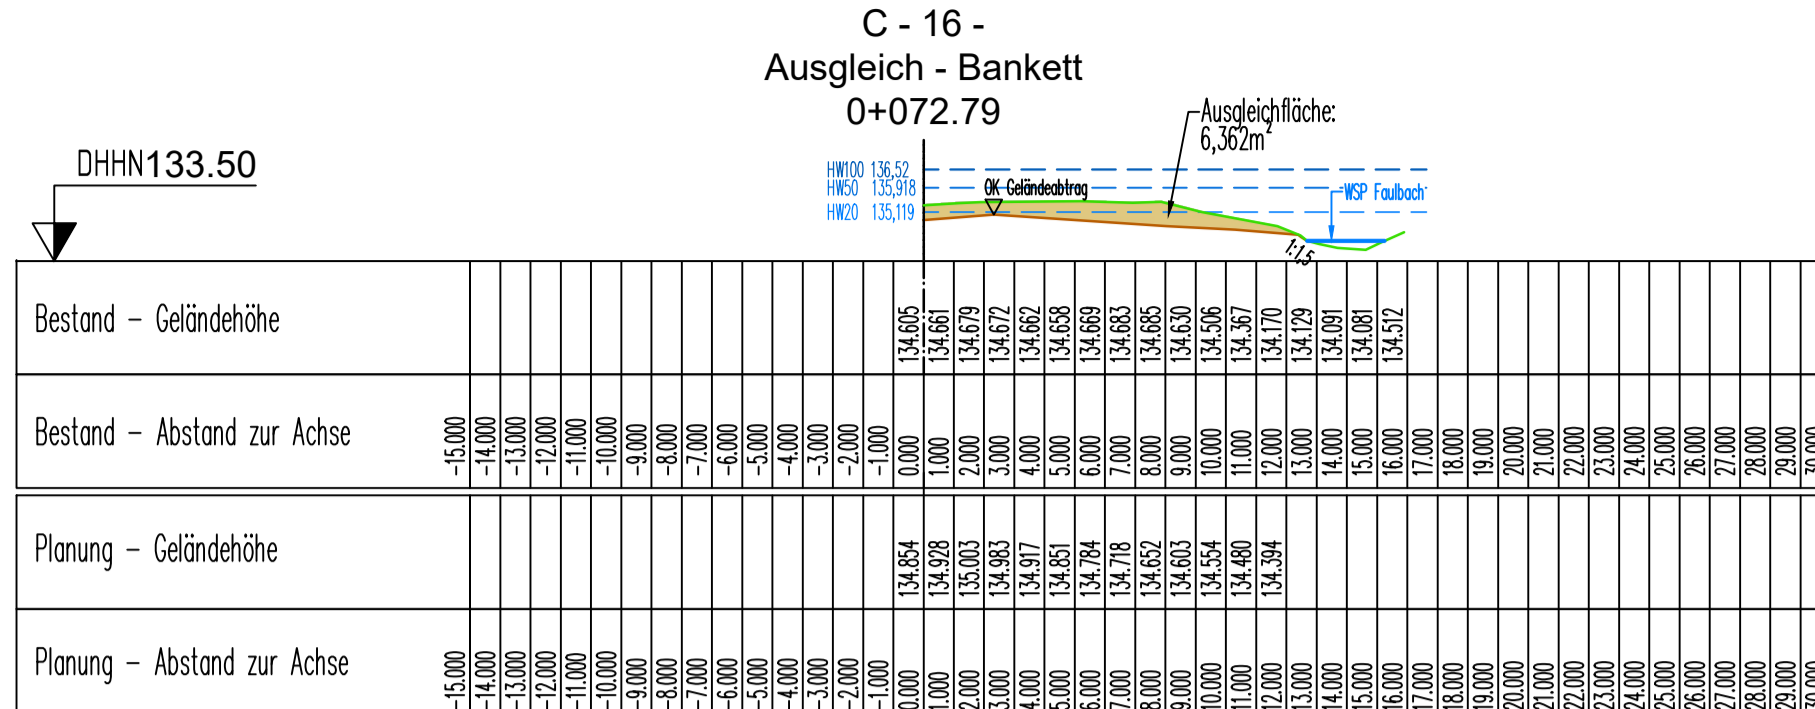 C - 16 -
Ausgleich - Bankett
0+072.79
Ausgleichfläche:
6,362m²
DHHN133.50
HW100 136,52
HW50 135,918
HW20 135,119
OK Geländeabtrag
WSP Faulbach
1:1,5
Bestand - Geländehöhe
134.605 134.661 134.679 134.672 134.662 134.658 134.669 134.683 134.685 134.630 134.506 134.367 134.170 134.129 134.091 134.081 134.512
Bestand - Abstand zur Achse
-15.000 -14.000 -13.000 -12.000 -11.000 -10.000 -9.000 -8.000 -7.000 -6.000 -5.000 -4.000 -3.000 -2.000 -1.000 0.000 1.000 2.000 3.000 4.000 5.000 6.000 7.000 8.000 9.000 10.000 11.000 12.000 13.000 14.000 15.000 16.000 17.000 18.000 19.000 20.000 21.000 22.000 23.000 24.000 25.000 26.000 27.000 28.000 29.000 30.000
Planung - Geländehöhe
134.854 134.928 135.003 134.983 134.917 134.851 134.784 134.718 134.652 134.603 134.554 134.480 134.394
Planung - Abstand zur Achse
-15.000 -14.000 -13.000 -12.000 -11.000 -10.000 -9.000 -8.000 -7.000 -6.000 -5.000 -4.000 -3.000 -2.000 -1.000 0.000 1.000 2.000 3.000 4.000 5.000 6.000 7.000 8.000 9.000 10.000 11.000 12.000 13.000 14.000 15.000 16.000 17.000 18.000 19.000 20.000 21.000 22.000 23.000 24.000 25.000 26.000 27.000 28.000 29.000 30.000